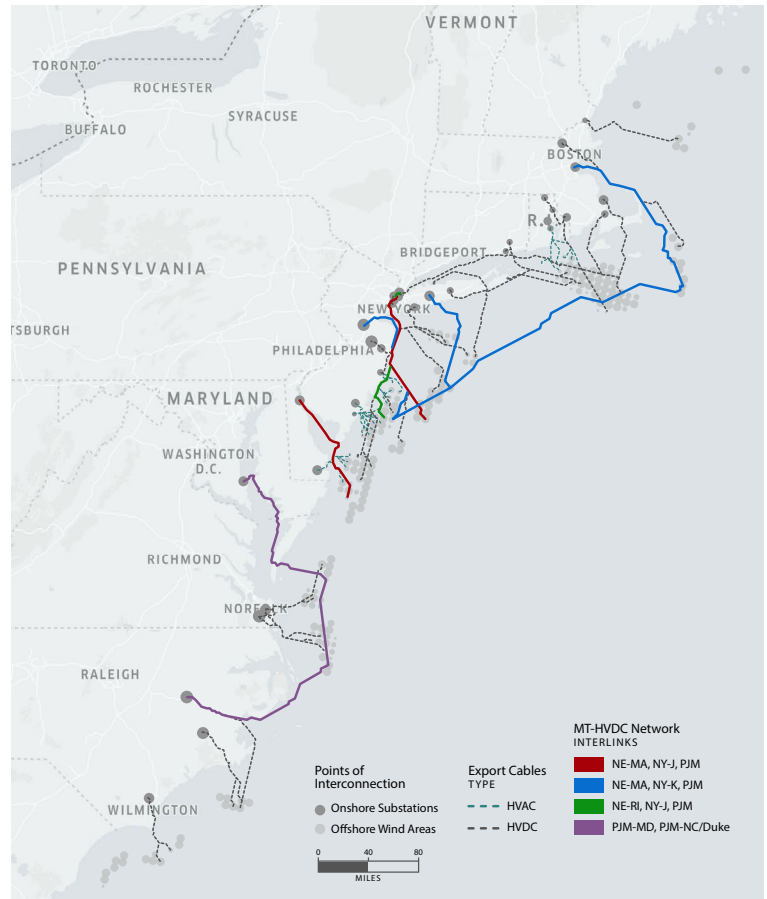 VERMONT
TORONTO
ROCHESTER
SYRACUSE
BUFFALO
BOSTON
R.I.
BRIDGEPORT
PENNSYLVANIA
NEW YORK
TSBURGH
PHILADELPHIA
MARYLAND
WASHINGTON
D.C.
RICHMOND
NORFOLK
RALEIGH
WILMINGTON
Points of
Interconnection
Onshore Substations
Offshore Wind Areas
0 40 80
MILES
Export Cables
TYPE
HVAC
HVDC
MT-HVDC Network
INTERLINKS
NE-MA, NY-J, PJM
NE-MA, NY-K, PJM
NE-RI, NY-J, PJM
PJM-MD, PJM-NC/Duke